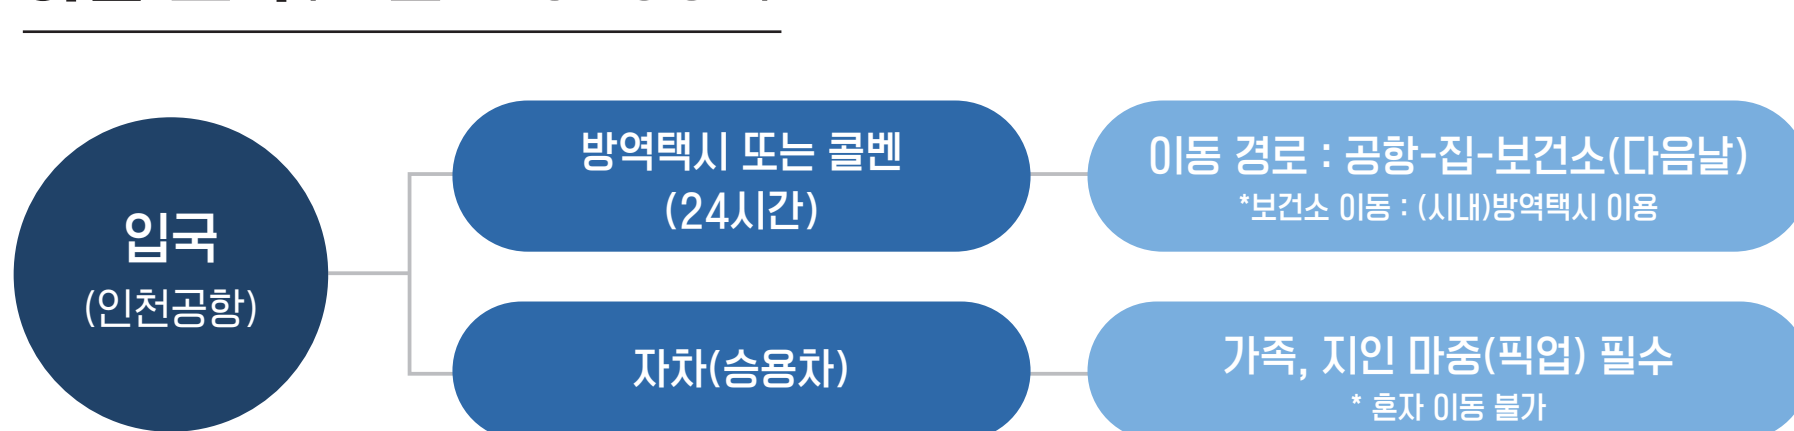 입국
(인천공항)
방역택시 또는 콜벤
(24시간)
이동 경로 : 공항-집-보건소(다음날)
*보건소 이동 : (시내)방역택시 이용
자차(승용차)
가족, 지인 마중(픽업) 필수
* 혼자 이동 불가